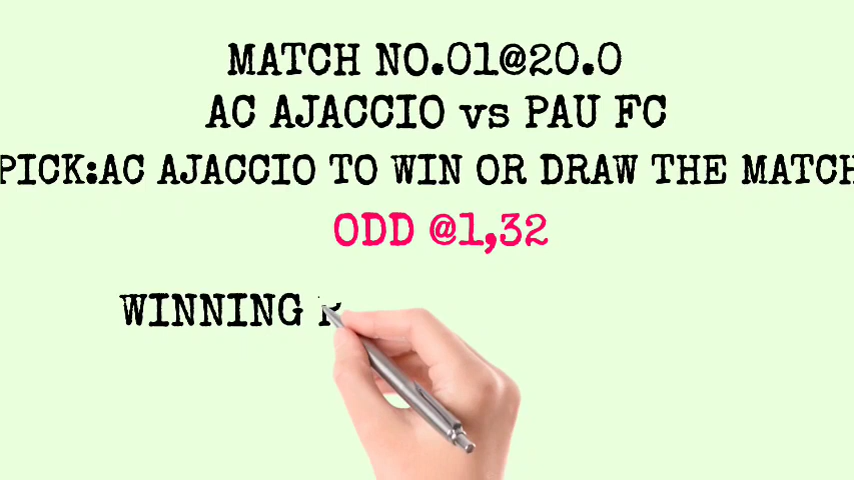 MATCH NO.01@20.0
AC AJACCIO vs PAU FC
PICK:AC AJACCIO TO WIN OR DRAW THE MATCH
ODD @1,32
WINNING